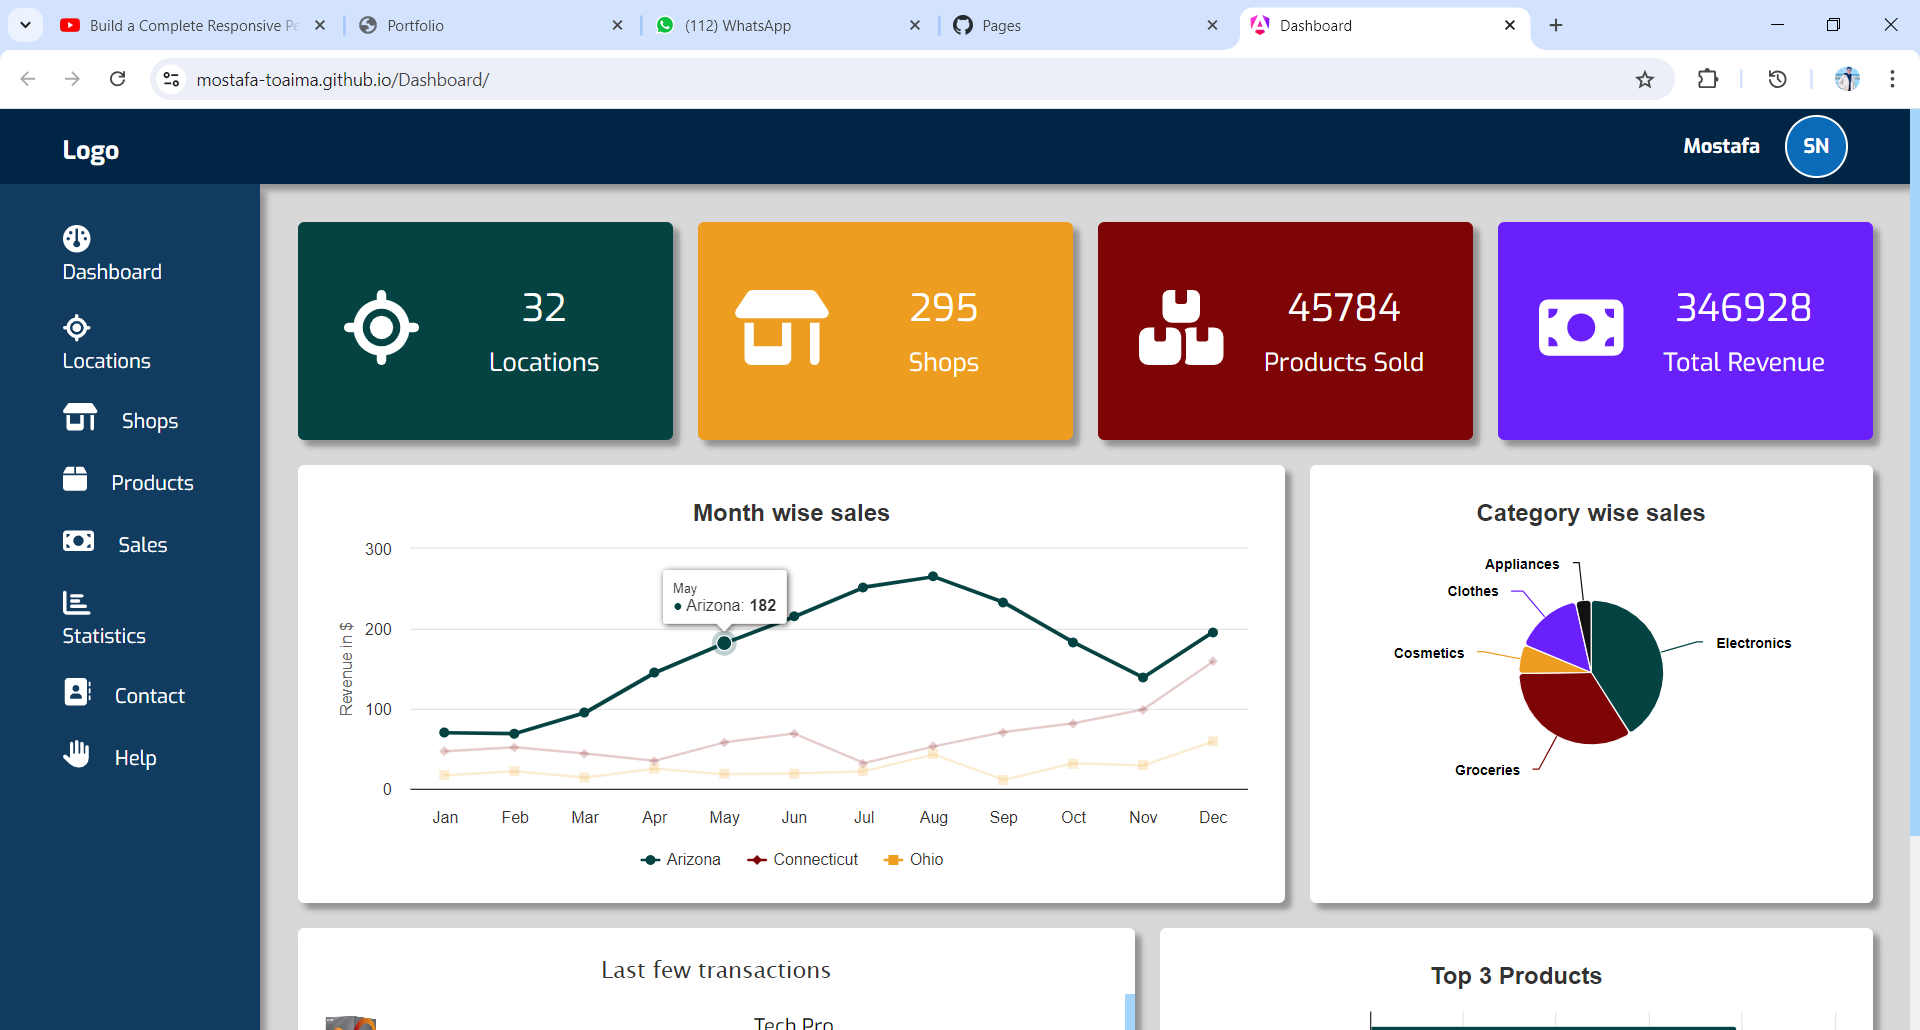 Build a Complete Responsive Pe
Portfolio
(112) WhatsApp
Pages
Dashboard
mostafa-toaima.github.io/Dashboard/
Logo
Mostafa
SN
Dashboard
Locations
Shops
Products
Sales
Statistics
Contact
Help
32
Locations
295
Shops
45784
Products Sold
346928
Total Revenue
Month wise sales
Revenue in $
300
200
100
0
May
Arizona: 182
Jan Feb Mar Apr May Jun Jul Aug Sep Oct Nov Dec
Arizona Connecticut Ohio
Category wise sales
Appliances
Clothes
Electronics
Cosmetics
Groceries
Last few transactions
Tech Pro
Top 3 Products